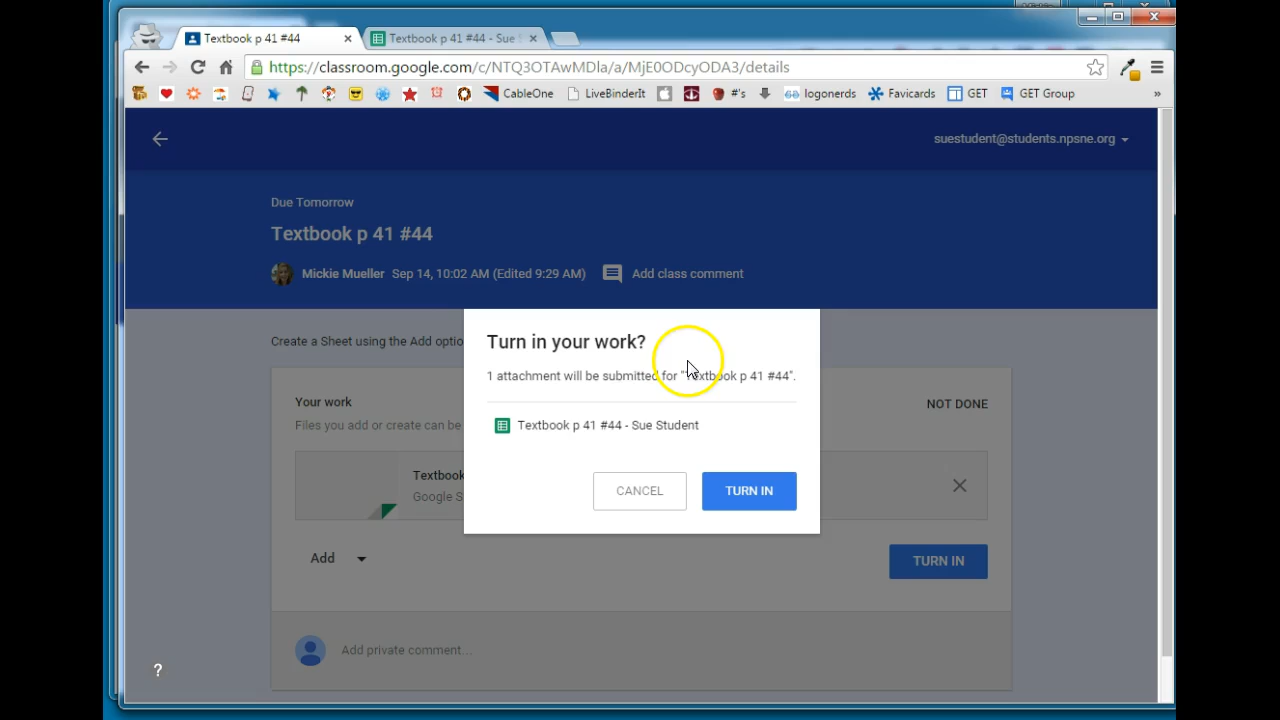 Textbook p 41 #44
Textbook p 41 #44 - Sue S
https://classroom.google.com/c/NTQ3OTAwMDla/a/MjE0ODcyODA3/details
CableOne
LiveBinderIt
#'s
logonerds
Favicards
GET
GET Group
»
suestudent@students.npsne.org
Due Tomorrow
Textbook p 41 #44
Mickie Mueller Sep 14, 10:02 AM (Edited 9:29 AM)
Add class comment
Create a Sheet using the Add optio
Turn in your work?
1 attachment will be submitted for "Textbook p 41 #44".
Textbook p 41 #44 - Sue Student
CANCEL
TURN IN
Your work
NOT DONE
Files you add or create can be
Textbook
Google S
Add
TURN IN
Add private comment...
?